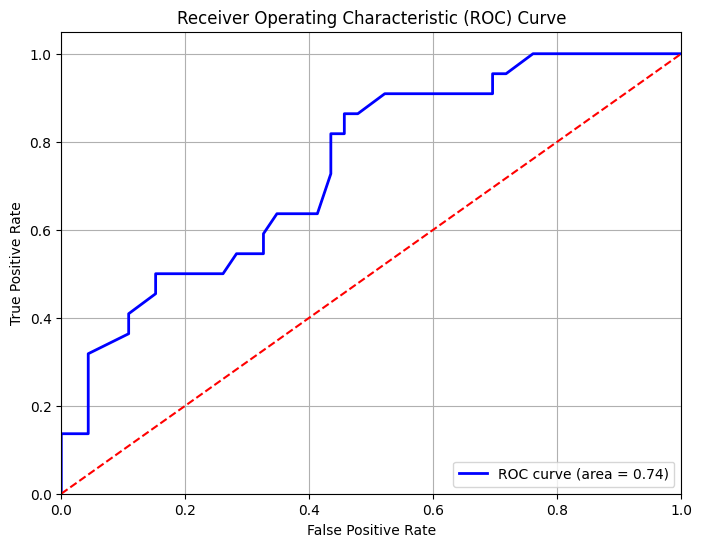 Receiver Operating Characteristic (ROC) Curve
1.0
0.8
0.6
0.4
0.2
0.0
True Positive Rate
ROC curve (area = 0.74)
0.0 0.2 0.4 0.6 0.8 1.0
False Positive Rate